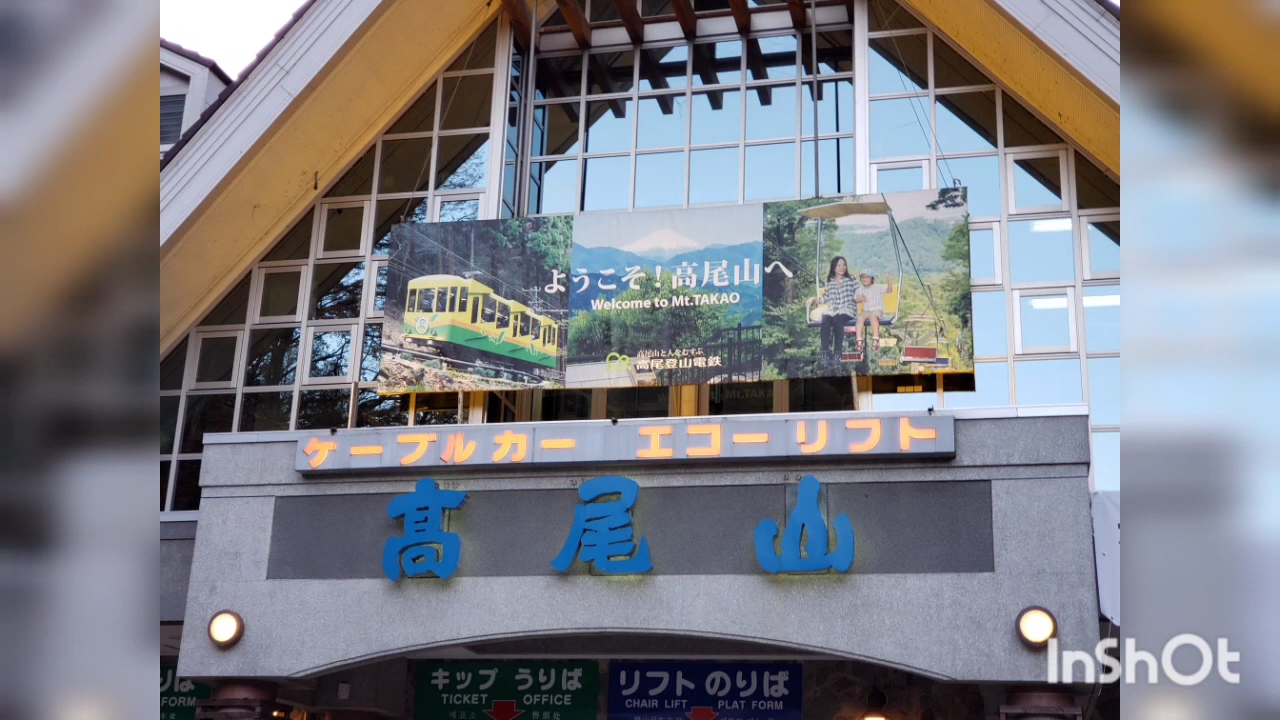 ようこそ!高尾山へ
Welcome to Mt.TAKAO
高尾山と人をむすぶ
高尾登山電鉄
ケーブルカー エコーリフト
高尾山
キップ うりば
TICKET OFFICE
リフト のりば
CHAIR LIFT PLAT FORM
InShOt